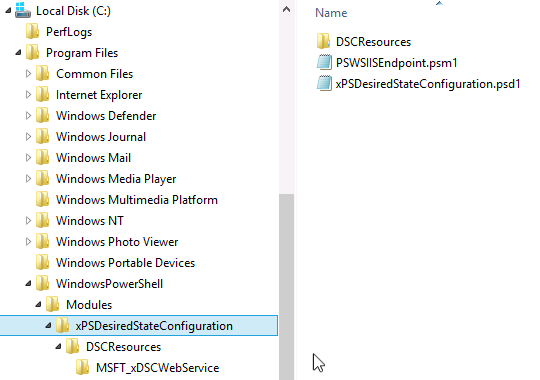 Local Disk (C:)
PerfLogs
Program Files
Common Files
Internet Explorer
Windows Defender
Windows Journal
Windows Mail
Windows Media Player
Windows Multimedia Platform
Windows NT
Windows Photo Viewer
Windows Portable Devices
WindowsPowerShell
Modules
xPSDesiredStateConfiguration
DSCResources
MSFT_xDSCWebService
Name
DSCResources
PSWSIISEndpoint.psm1
xPSDesiredStateConfiguration.psd1